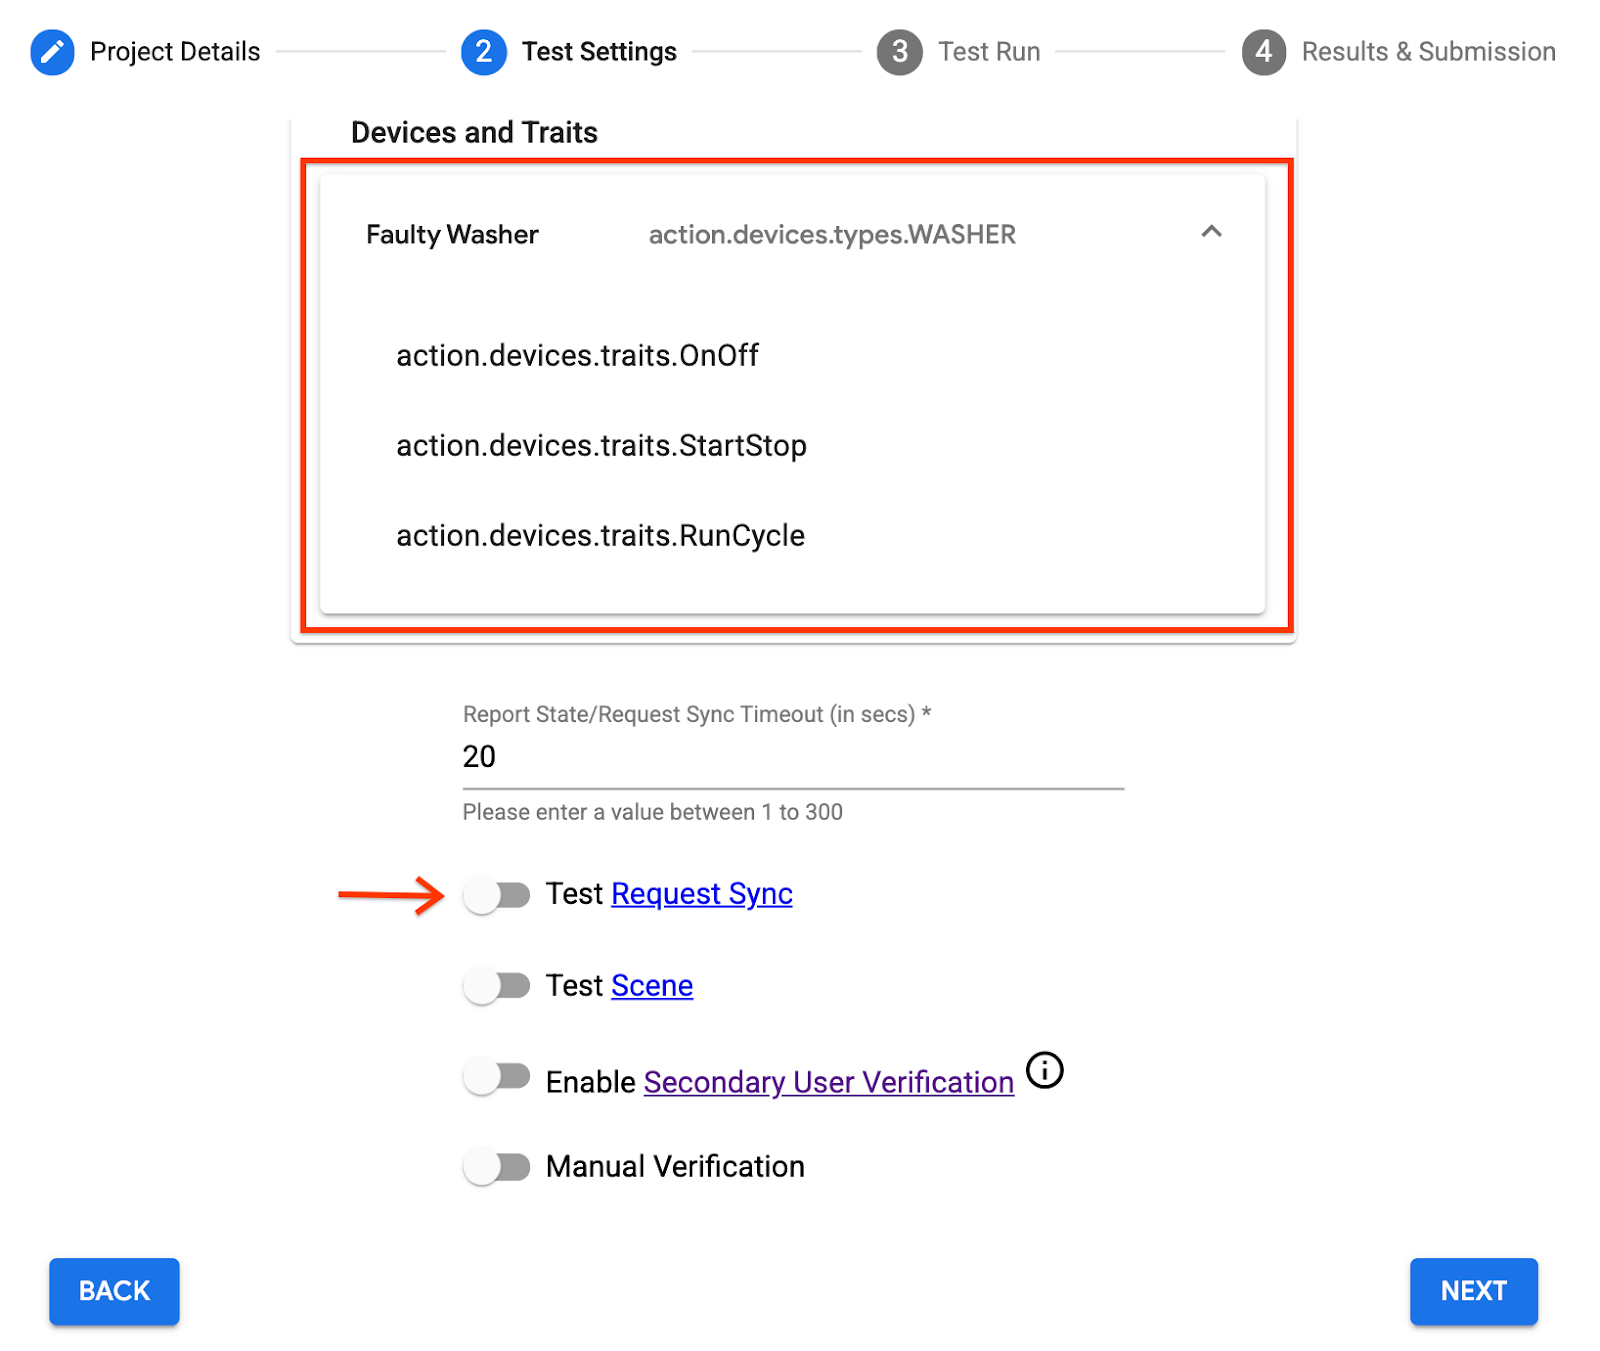 Project Details
2 Test Settings
3 Test Run
4 Results & Submission
Devices and Traits
Faulty Washer action.devices.types.WASHER
action.devices.traits.OnOff
action.devices.traits.StartStop
action.devices.traits.RunCycle
Report State/Request Sync Timeout (in secs) *
20
Please enter a value between 1 to 300
Test Request Sync
Test Scene
Enable Secondary User Verification
Manual Verification
BACK
NEXT